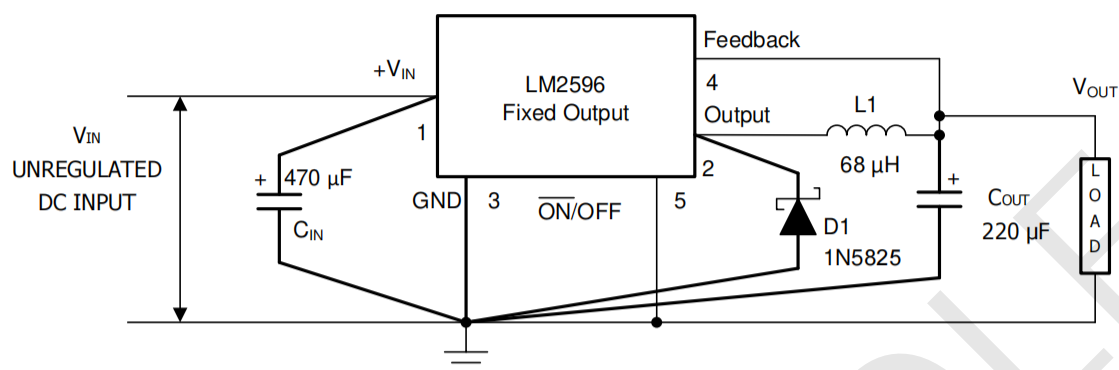 Feedback
+VIN
LM2596
Fixed Output
4
VOUT
L1
Output
1
VIN
UNREGULATED
DC INPUT
68 µH
2
+
470 µF
+
LOAD
GND
3
O̅N̅/OFF
5
COUT
220 µF
CIN
D1
1N5825